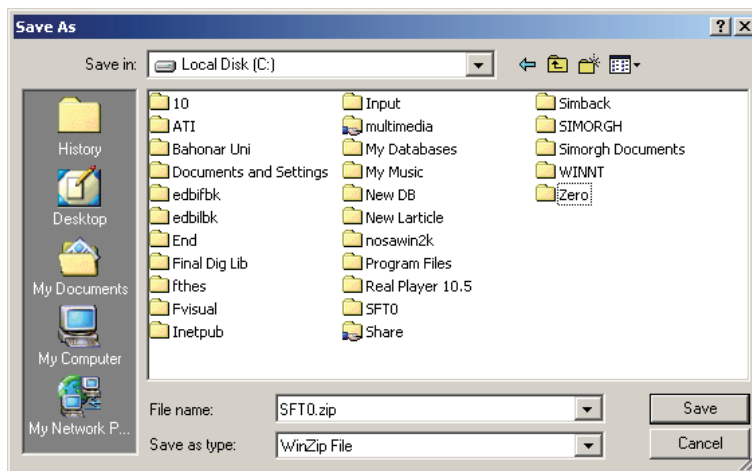 Save As
Save in: Local Disk (C:)
History
Desktop
My Documents
My Computer
My Network P...
10
ATI
Bahonar Uni
Documents and Settings
edbifbk
edbilbk
End
Final Dig Lib
fthes
Fvisual
Inetpub
Input
multimedia
My Databases
My Music
New DB
New Larticle
nosawin2k
Program Files
Real Player 10.5
SFT0
Share
Simback
SIMORGH
Simorgh Documents
WINNT
Zero
File name: SFT0.zip
Save
Save as type: WinZip File
Cancel